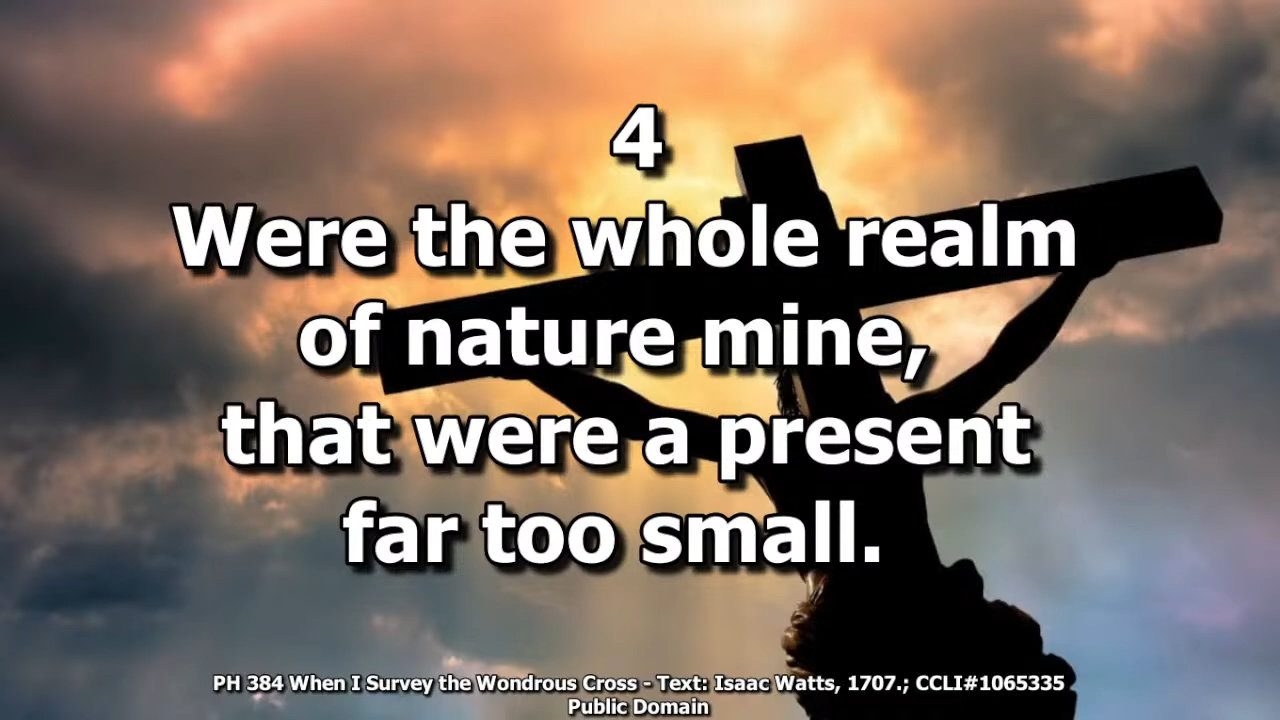 4
Were the whole realm
of nature mine,
that were a present
far too small.
PH 384 When I Survey the Wondrous Cross - Text: Isaac Watts, 1707.; CCLI#1065335
Public Domain